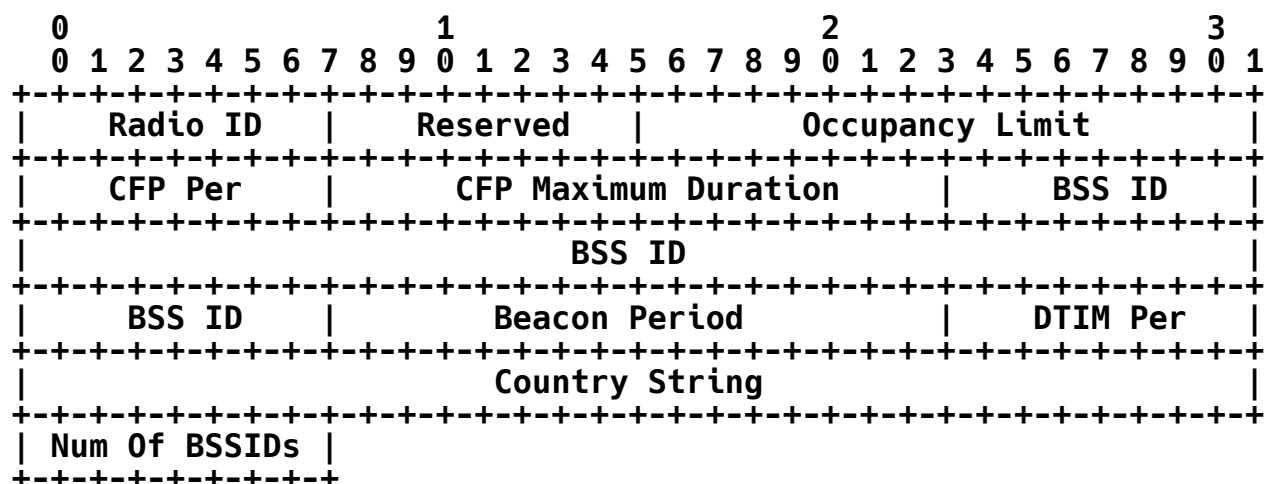 0                   1                   2                   3
 0 1 2 3 4 5 6 7 8 9 0 1 2 3 4 5 6 7 8 9 0 1 2 3 4 5 6 7 8 9 0 1
+-+-+-+-+-+-+-+-+-+-+-+-+-+-+-+-+-+-+-+-+-+-+-+-+-+-+-+-+-+-+-+-+
|    Radio ID   |    Reserved   |        Occupancy Limit        |
+-+-+-+-+-+-+-+-+-+-+-+-+-+-+-+-+-+-+-+-+-+-+-+-+-+-+-+-+-+-+-+-+
|    CFP Per    |      CFP Maximum Duration     |     BSS ID    |
+-+-+-+-+-+-+-+-+-+-+-+-+-+-+-+-+-+-+-+-+-+-+-+-+-+-+-+-+-+-+-+-+
|                            BSS ID                             |
+-+-+-+-+-+-+-+-+-+-+-+-+-+-+-+-+-+-+-+-+-+-+-+-+-+-+-+-+-+-+-+-+
|     BSS ID    |        Beacon Period          |    DTIM Per   |
+-+-+-+-+-+-+-+-+-+-+-+-+-+-+-+-+-+-+-+-+-+-+-+-+-+-+-+-+-+-+-+-+
|                        Country String                         |
+-+-+-+-+-+-+-+-+-+-+-+-+-+-+-+-+-+-+-+-+-+-+-+-+-+-+-+-+-+-+-+-+
| Num Of BSSIDs |
+-+-+-+-+-+-+-+-+